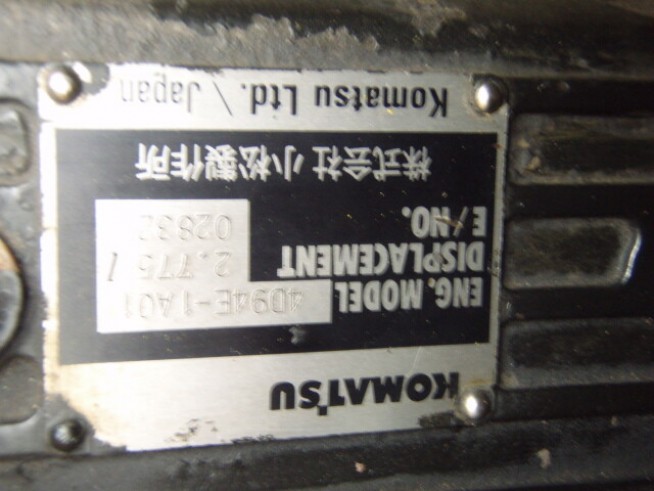 KOMATSU
ENG. MODEL 4D94E-1A01
DISPLACEMENT 2.775 l
E/NO. 02832
株式会社 小松製作所
Komatsu Ltd. / Japan